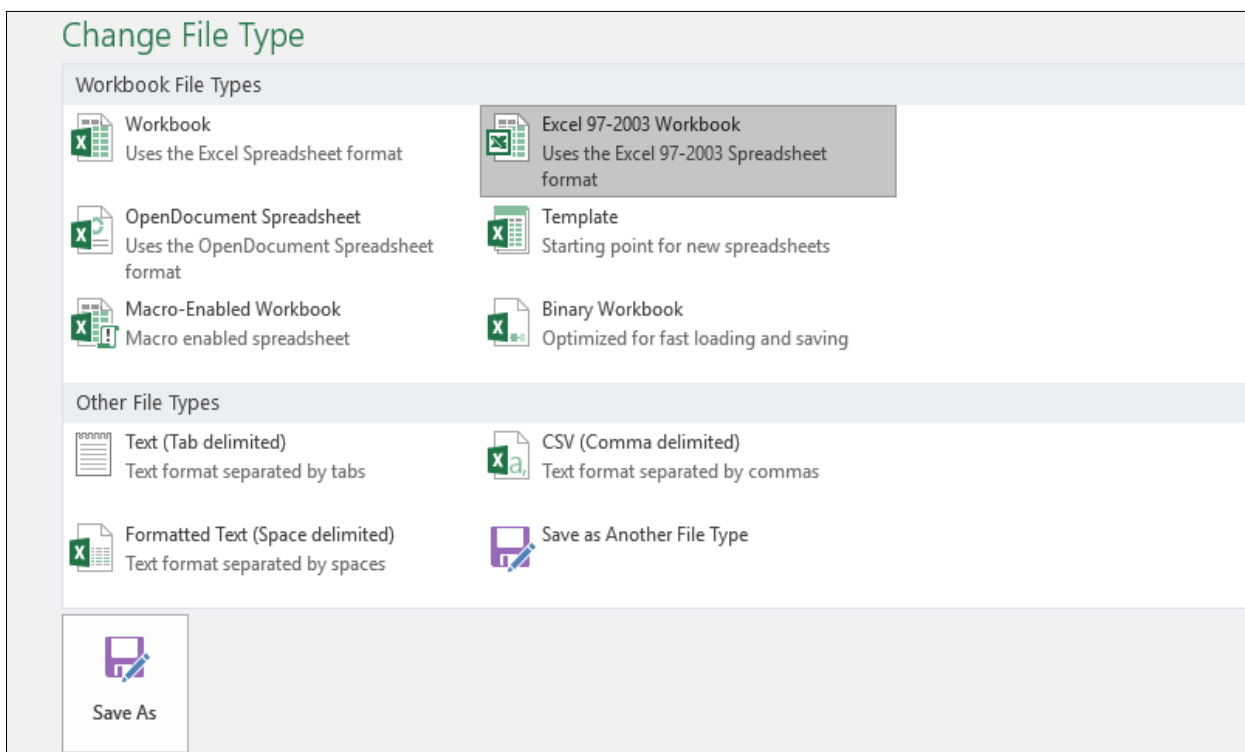 Change File Type
Workbook File Types
Workbook
Uses the Excel Spreadsheet format
Excel 97-2003 Workbook
Uses the Excel 97-2003 Spreadsheet
format
OpenDocument Spreadsheet
Uses the OpenDocument Spreadsheet
format
Template
Starting point for new spreadsheets
Macro-Enabled Workbook
Macro enabled spreadsheet
Binary Workbook
Optimized for fast loading and saving
Other File Types
Text (Tab delimited)
Text format separated by tabs
CSV (Comma delimited)
Text format separated by commas
Formatted Text (Space delimited)
Text format separated by spaces
Save as Another File Type
Save As